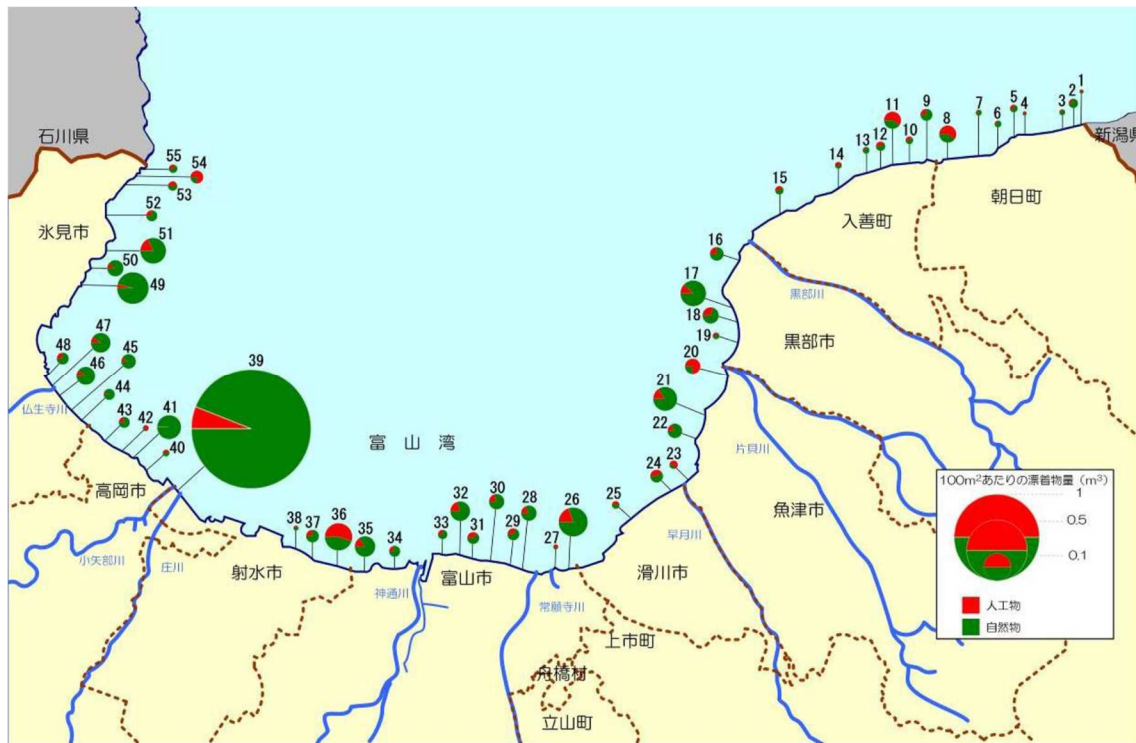 石川県
新潟県
氷見市
朝日町
入善町
黒部市
黒部川
富 山 湾
片貝川
魚津市
早月川
滑川市
上市町
舟橋村
立山町
常願寺川
富山市
神通川
射水市
庄川
小矢部川
高岡市
仏生寺川
1
2
3
4
5
6
7
8
9
10
11
12
13
14
15
16
17
18
19
20
21
22
23
24
25
26
27
28
29
30
31
32
33
34
35
36
37
38
39
40
41
42
43
44
45
46
47
48
49
50
51
52
53
54
55
100m²あたりの漂着物量（m³）
1
0.5
0.1
人工物
自然物